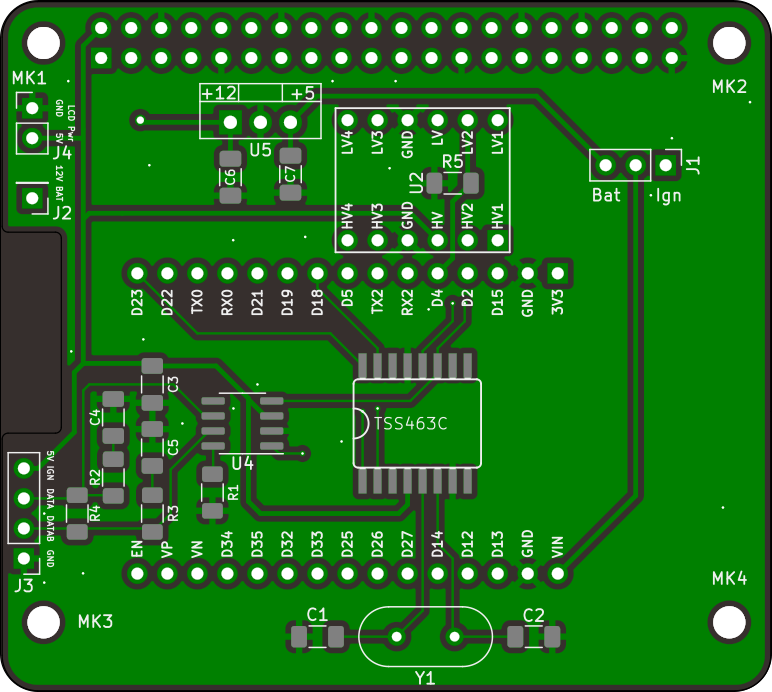 MK1
MK2
+12 +5
GND
LCD Pwr
5V
J4
12V BAT
J2
U5
C6
C7
LV4 LV3 GND LV LV2 LV1
R5
U2
HV4 HV3 GND HV HV2 HV1
J1
Bat Ign
D23 D22 TX0 RX0 D21 D19 D18 D5 TX2 RX2 D4 D2 D15 GND 3V3
C3
C4
C5
TSS463C
U4
5V IGN
DATA
DATAB
GND
R2
R4
R3
R1
J3
EN VP VN D34 D35 D32 D33 D25 D26 D27 D14 D12 D13 GND VIN
MK3
MK4
C1
C2
Y1